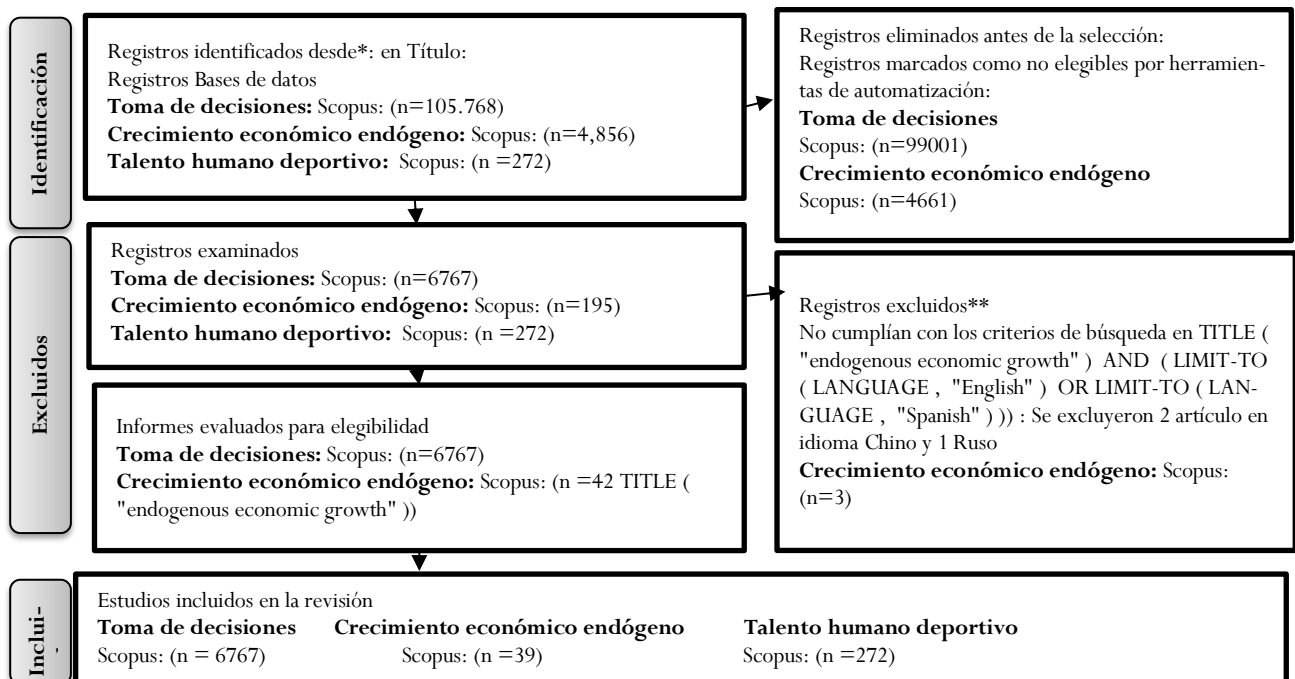 Identificación
Registros identificados desde*: en Título:
Registros Bases de datos
Toma de decisiones: Scopus: (n=105.768)
Crecimiento económico endógeno: Scopus: (n=4,856)
Talento humano deportivo: Scopus: (n =272)
Registros eliminados antes de la selección:
Registros marcados como no elegibles por herramien-
tas de automatización:
Toma de decisiones
Scopus: (n=99001)
Crecimiento económico endógeno
Scopus: (n=4661)
Excluidos
Registros examinados
Toma de decisiones: Scopus: (n=6767)
Crecimiento económico endógeno: Scopus: (n=195)
Talento humano deportivo: Scopus: (n =272)
Registros excluidos**
No cumplían con los criterios de búsqueda en TITLE (
"endogenous economic growth" ) AND ( LIMIT-TO
( LANGUAGE , "English" ) OR LIMIT-TO ( LAN-
GUAGE , "Spanish" ) )) : Se excluyeron 2 artículo en
idioma Chino y 1 Ruso
Crecimiento económico endógeno: Scopus:
(n=3)
Informes evaluados para elegibilidad
Toma de decisiones: Scopus: (n=6767)
Crecimiento económico endógeno: Scopus: (n =42 TITLE (
"endogenous economic growth" ))
Inclui-
Estudios incluidos en la revisión
Toma de decisiones Crecimiento económico endógeno Talento humano deportivo
Scopus: (n = 6767) Scopus: (n =39) Scopus: (n =272)